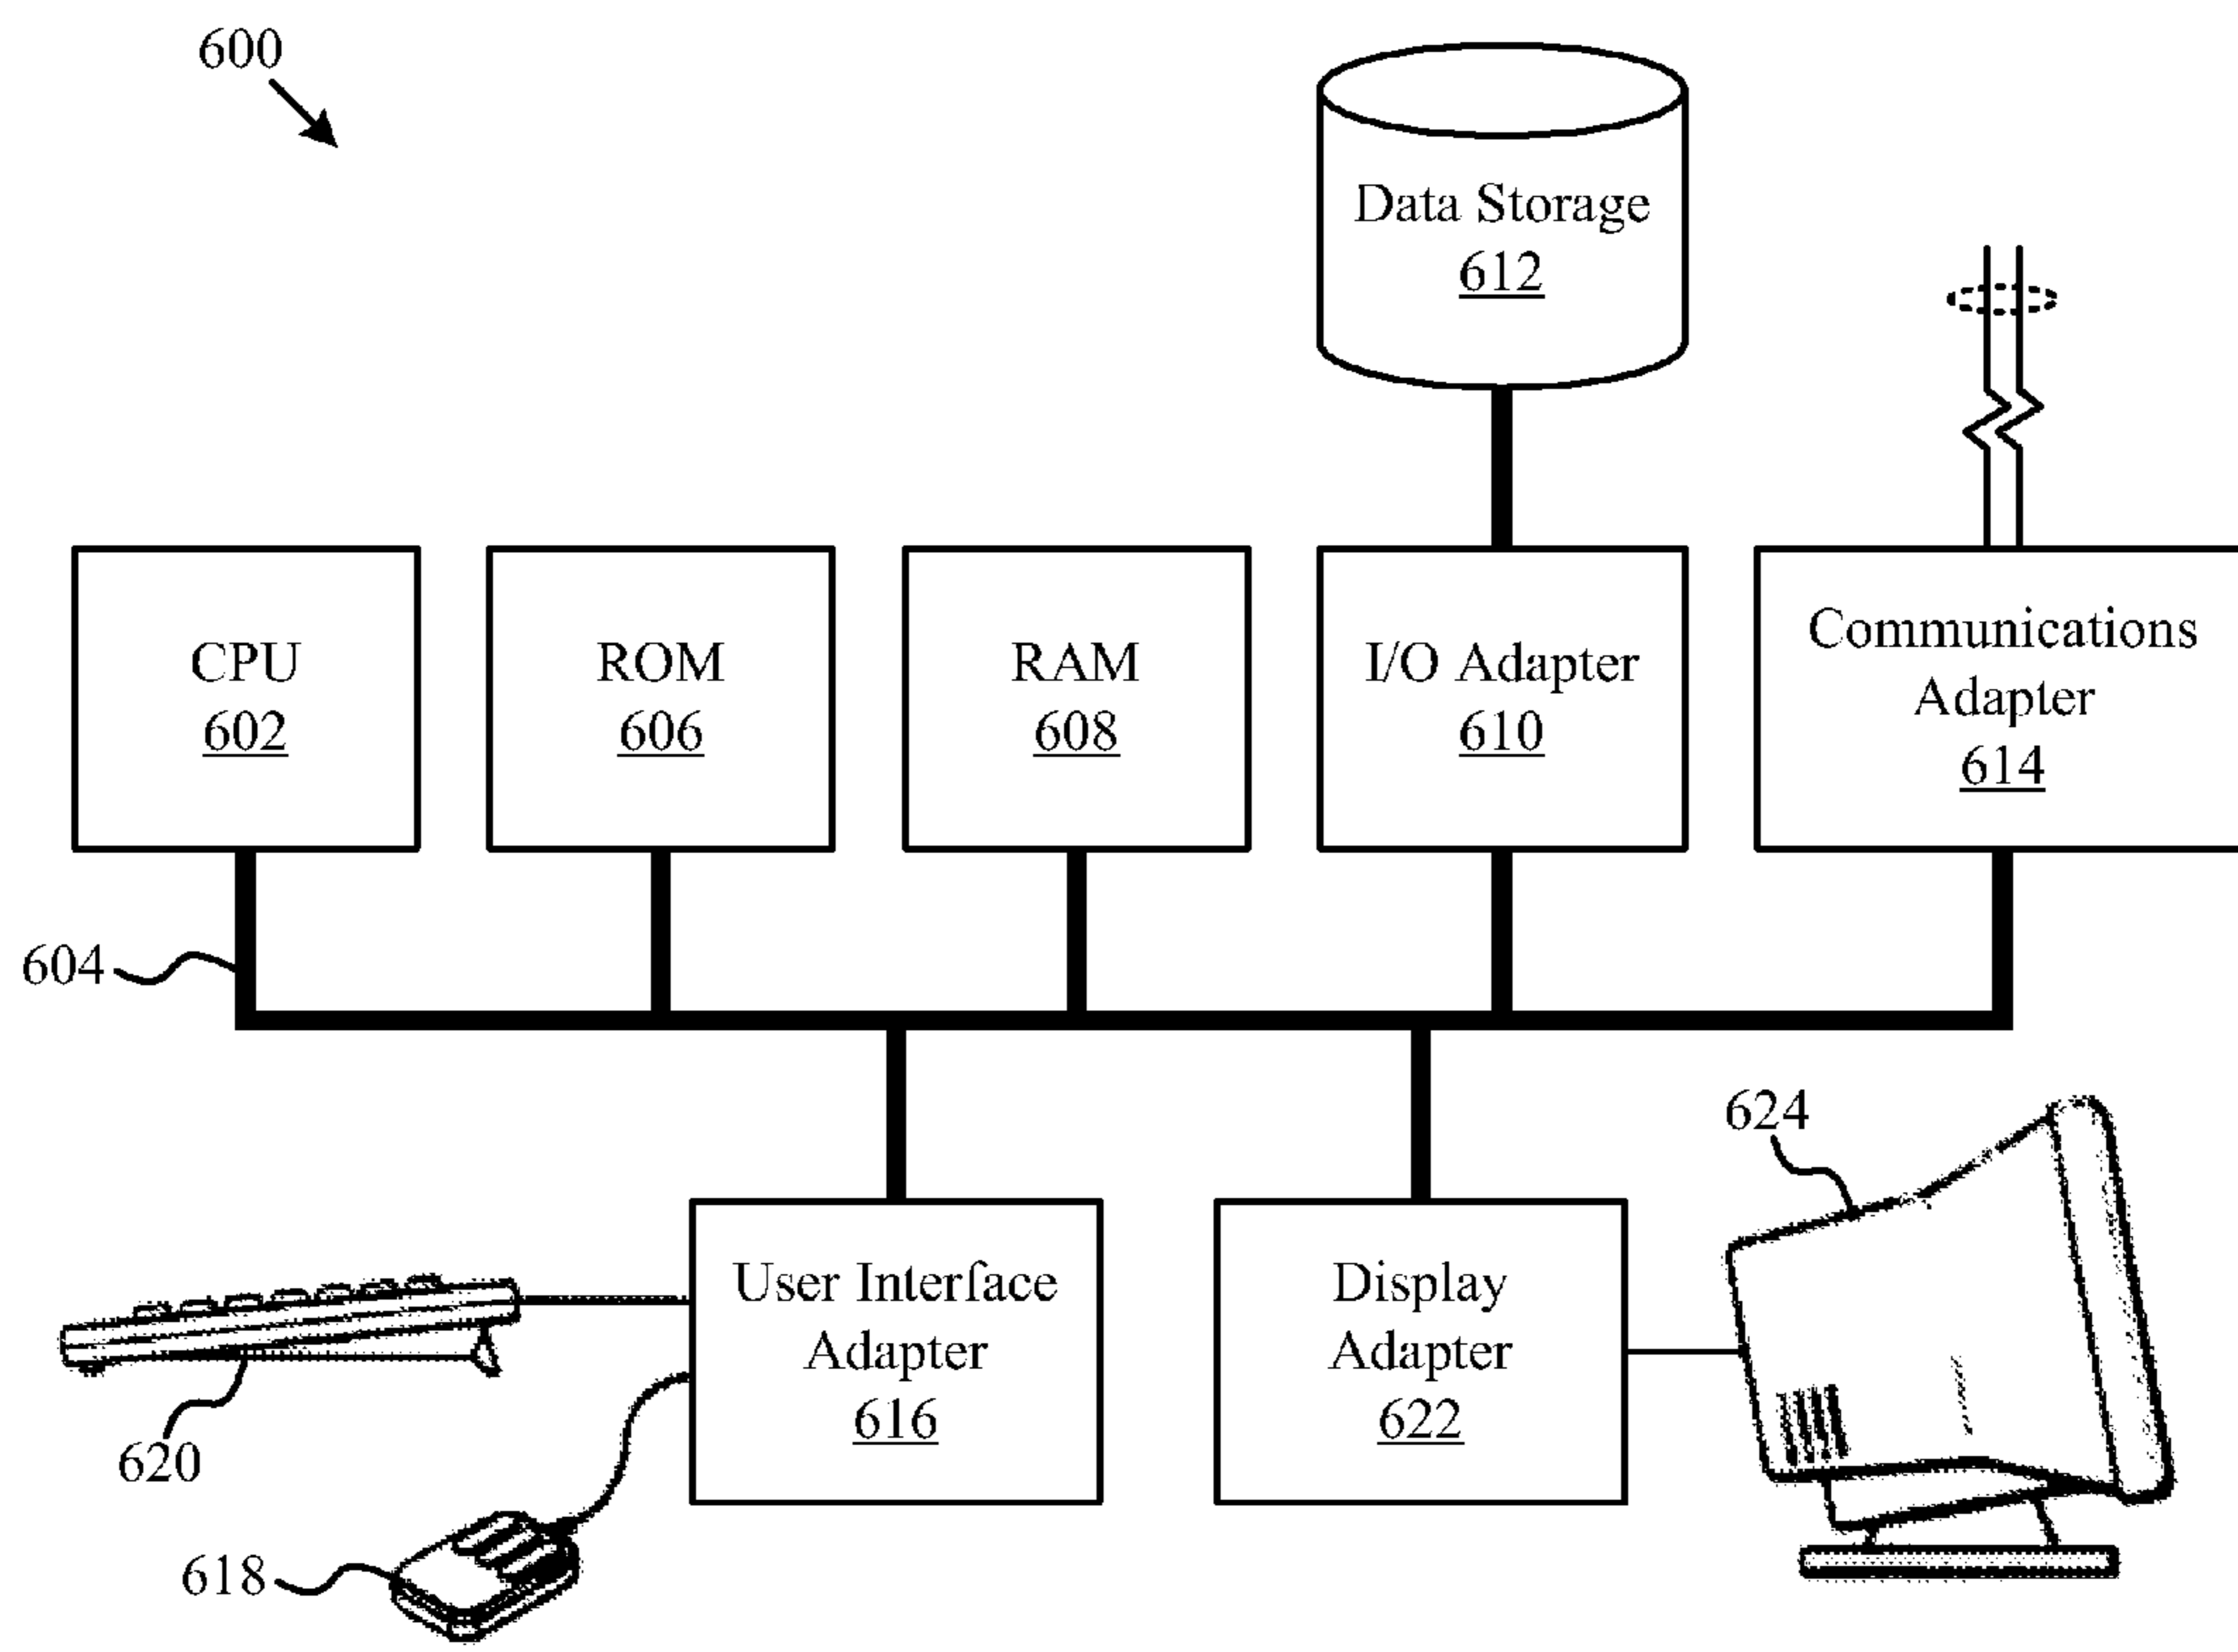 600
Data Storage
612
CPU
602
ROM
606
RAM
608
I/O Adapter
610
Communications
Adapter
614
604
624
User Interface
Adapter
616
Display
Adapter
622
620
618